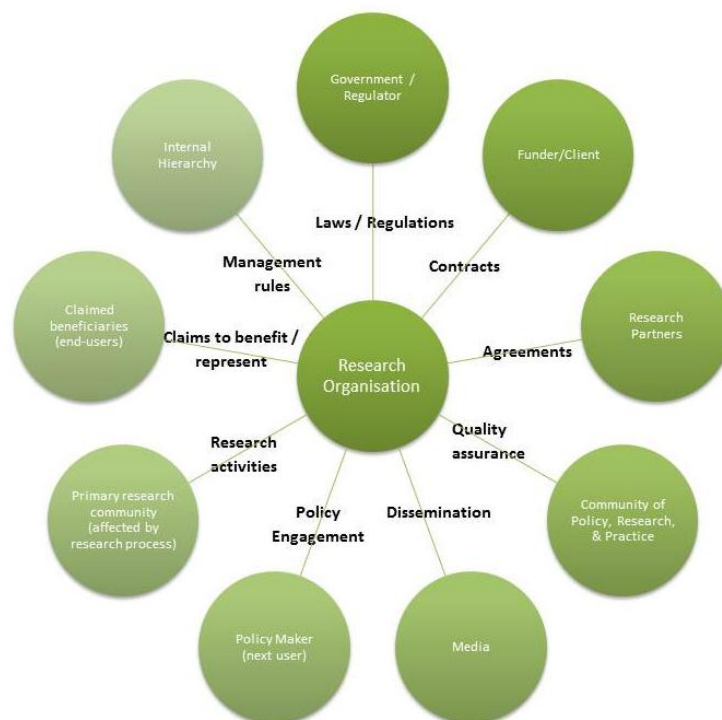 Government /
Regulator
Funder/Client
Research
Partners
Community of
Policy, Research,
& Practice
Media
Policy Maker
(next user)
Primary research
community
(affected by
research process)
Claimed
beneficiaries
(end-users)
Internal
Hierarchy
Research
Organisation
Laws / Regulations
Contracts
Agreements
Quality
assurance
Dissemination
Policy
Engagement
Research
activities
Claims to benefit /
represent
Management
rules